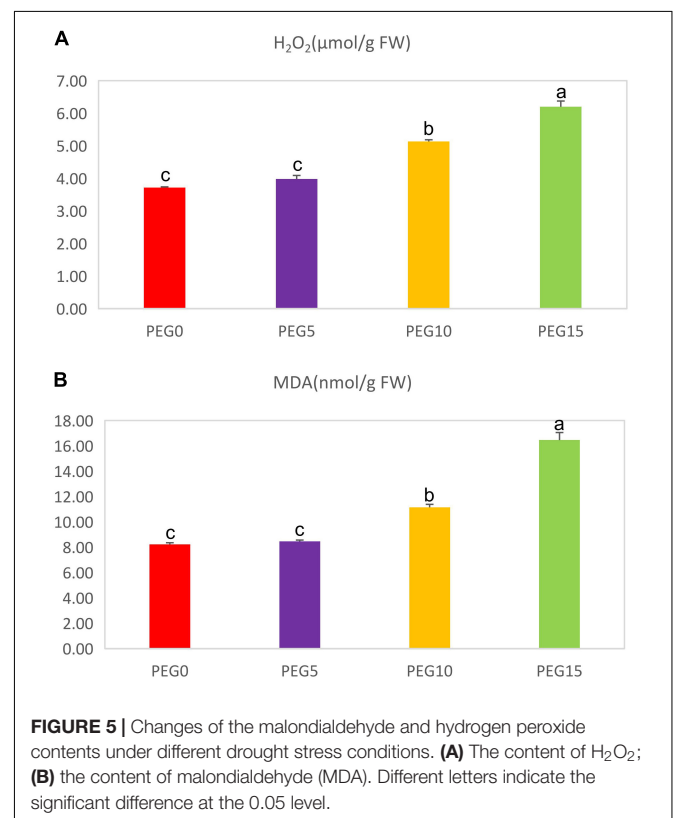 A
H₂O₂(μmol/g FW)
7.00
6.00
5.00
4.00
3.00
2.00
1.00
0.00
c
c
b
a
PEG0 PEG5 PEG10 PEG15
B
MDA(nmol/g FW)
18.00
16.00
14.00
12.00
10.00
8.00
6.00
4.00
2.00
0.00
c
c
b
a
PEG0 PEG5 PEG10 PEG15
FIGURE 5 | Changes of the malondialdehyde and hydrogen peroxide
contents under different drought stress conditions. (A) The content of H₂O₂;
(B) the content of malondialdehyde (MDA). Different letters indicate the
significant difference at the 0.05 level.